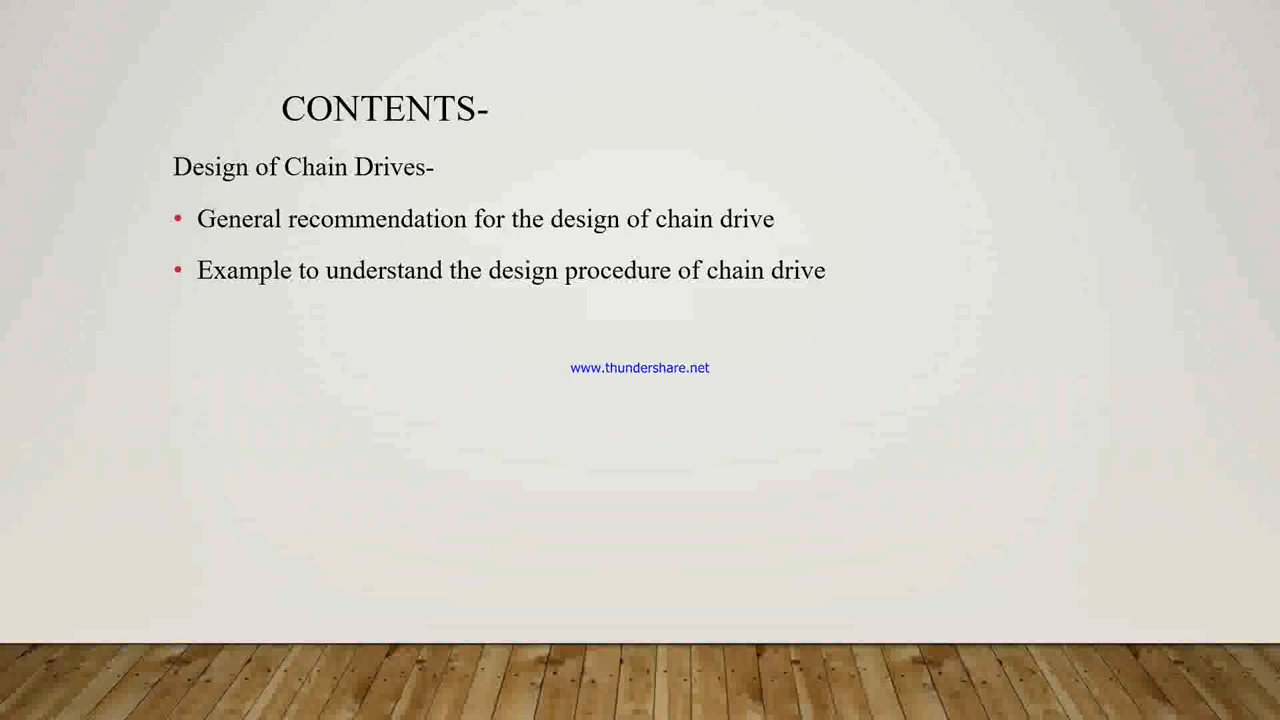 CONTENTS-
Design of Chain Drives-
• General recommendation for the design of chain drive
• Example to understand the design procedure of chain drive
www.thundershare.net